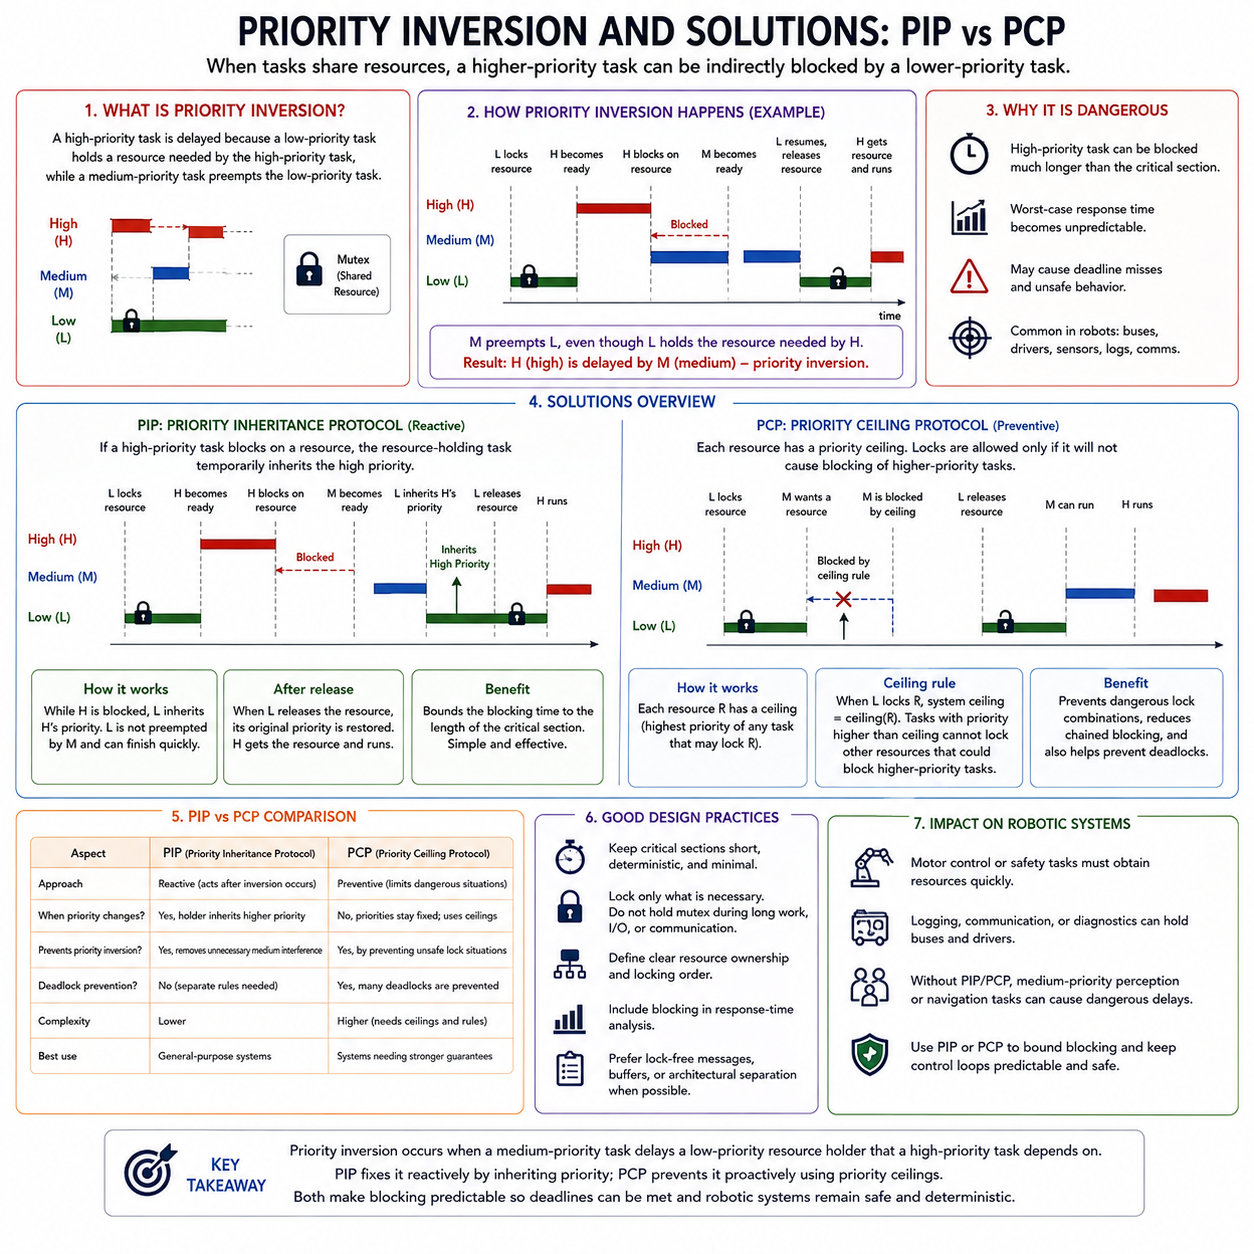 PRIORITY INVERSION AND SOLUTIONS: PIP vs PCP
When tasks share resources, a higher-priority task can be indirectly blocked by a lower-priority task.
1. WHAT IS PRIORITY INVERSION?
A high-priority task is delayed because a low-priority task
holds a resource needed by the high-priority task,
while a medium-priority task preempts the low-priority task.
High
(H)
Medium
(M)
Low
(L)
Mutex
(Shared
Resource)
2. HOW PRIORITY INVERSION HAPPENS (EXAMPLE)
L locks
resource
H becomes
ready
H blocks on
resource
M becomes
ready
L resumes,
releases
resource
H gets
resource
and runs
High (H)
Blocked
Medium (M)
Low (L)
time
M preempts L, even though L holds the resource needed by H.
Result: H (high) is delayed by M (medium) – priority inversion.
3. WHY IT IS DANGEROUS
High-priority task can be blocked
much longer than the critical section.
Worst-case response time
becomes unpredictable.
May cause deadline misses
and unsafe behavior.
Common in robots: buses,
drivers, sensors, logs, comms.
4. SOLUTIONS OVERVIEW
PIP: PRIORITY INHERITANCE PROTOCOL (Reactive)
If a high-priority task blocks on a resource, the resource-holding task
temporarily inherits the high priority.
L locks
resource
H becomes
ready
H blocks on
resource
M becomes
ready
L inherits H's
priority
L releases
resource
H runs
High (H)
Blocked
Inherits
High Priority
Medium (M)
Low (L)
How it works
While H is blocked, L inherits
H's priority. L is not preempted
by M and can finish quickly.
After release
When L releases the resource,
its original priority is restored.
H gets the resource and runs.
Benefit
Bounds the blocking time to the
length of the critical section.
Simple and effective.
PCP: PRIORITY CEILING PROTOCOL (Preventive)
Each resource has a priority ceiling. Locks are allowed only if it will not
cause blocking of higher-priority tasks.
L locks
resource
M wants a
resource
M is blocked
by ceiling
L releases
resource
M can run
H runs
High (H)
Blocked by
ceiling rule
Medium (M)
Low (L)
How it works
Each resource R has a ceiling
(highest priority of any task
that may lock R).
Ceiling rule
When L locks R, system ceiling
= ceiling(R). Tasks with priority
higher than ceiling cannot lock
other resources that could
block higher-priority tasks.
Benefit
Prevents dangerous lock
combinations, reduces
chained blocking, and
also helps prevent deadlocks.
5. PIP vs PCP COMPARISON
Aspect PIP (Priority Inheritance Protocol) PCP (Priority Ceilling Protocol)
Approach Reactive (acts after inversion occurs) Preventive (limits dangerous situations)
When priority changes? Yes, holder inherits higher priority No, priorities stay fixed; uses ceilings
Prevents priority inversion? Yes, removes unnecessary medium interference Yes, by preventing unsafe lock situations
Deadlock prevention? No (separate rules needed) Yes, many deadlocks are prevented
Complexity Lower Higher (needs ceilings and rules)
Best use General-purpose systems Systems needing stronger guarantees
6. GOOD DESIGN PRACTICES
Keep critical sections short,
deterministic, and minimal.
Lock only what is necessary.
Do not hold mutex during long work,
I/O, or communication.
Define clear resource ownership
and locking order.
Include blocking in response-time
analysis.
Prefer lock-free messages,
buffers, or architectural separation
when possible.
7. IMPACT ON ROBOTIC SYSTEMS
Motor control or safety tasks must obtain
resources quickly.
Logging, communication, or diagnostics can hold
buses and drivers.
Without PIP/PCP, medium-priority perception
or navigation tasks can cause dangerous delays.
Use PIP or PCP to bound blocking and keep
control loops predictable and safe.
KEY
TAKEAWAY
Priority inversion occurs when a medium-priority task delays a low-priority resource holder that a high-priority task depends on.
PIP fixes it reactively by inheriting priority; PCP prevents it proactively using priority ceilings.
Both make blocking predictable so deadlines can be met and robotic systems remain safe and deterministic.